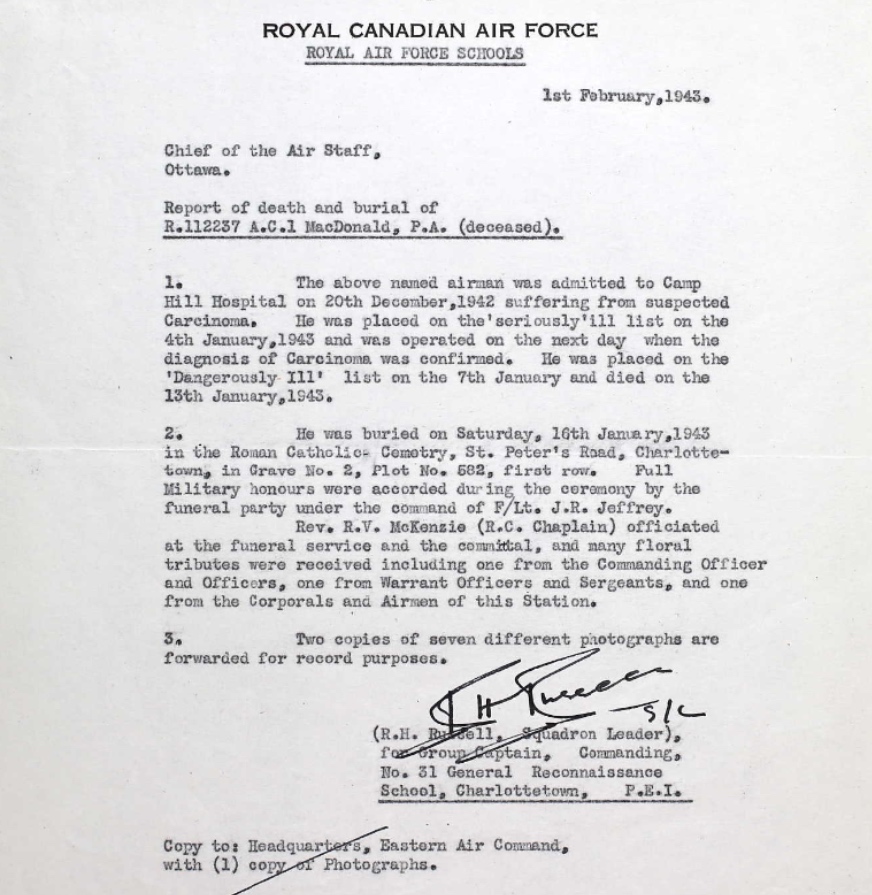 ROYAL CANADIAN AIR FORCE
ROYAL AIR FORCE SCHOOLS
1st February,1943.
Chief of the Air Staff,
Ottawa.
Report of death and burial of
R.112237 A.C.1 MacDonald, P.A. (deceased).
1. The above named airman was admitted to Camp
Hill Hospital on 20th December,1942 suffering from suspected
Carcinoma. He was placed on the'seriously'ill list on the
4th January,1943 and was operated on the next day when the
diagnosis of Carcinoma was confirmed. He was placed on the
'Dangerously Ill' list on the 7th January and died on the
13th January,1943.
2. He was buried on Saturday, 16th January,1943
in the Roman Catholic- Cemetry, St. Peter's Road, Charlotte-
town, in Grave No. 2, Plot No. 582, first row. Full
Military honours were accorded during the ceremony by the
funeral party under the command of F/Lt. J.R. Jeffrey.
Rev. R.V. McKenzie (R.C. Chaplain) officiated
at the funeral service and the committal, and many floral
tributes were received including one from the Commanding Officer
and Officers, one from Warrant Officers and Sergeants, and one
from the Corporals and Airmen of this Station.
3. Two copies of seven different photographs are
forwarded for record purposes.
R H Russell S/L
(R.H. Russell, Squadron Leader),
for Group Captain, Commanding,
No. 31 General Reconnaissance
School, Charlottetown, P.E.I.
Copy to: Headquarters, Eastern Air Command,
with (1) copy of Photographs.